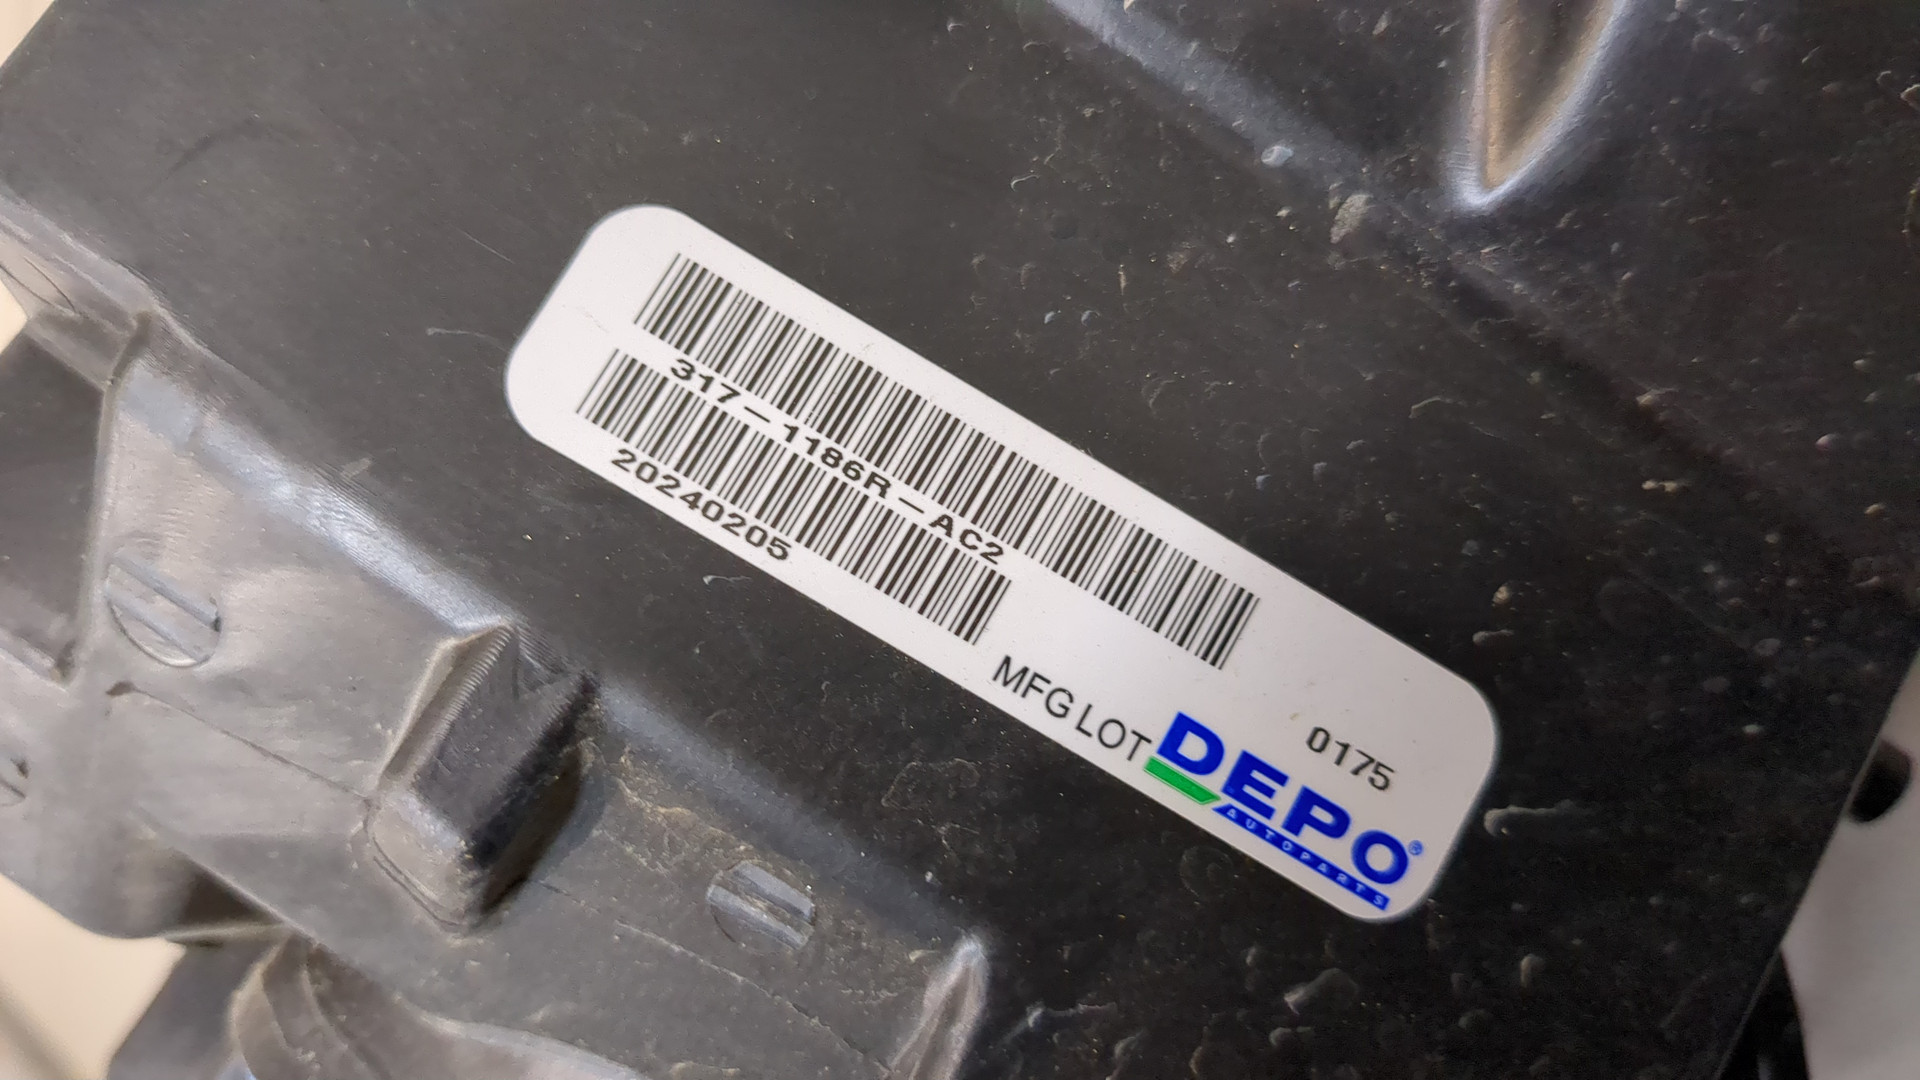 317-1186R-AC2
20240205
MFG LOT
0175
DEPO®
AUTOPARTS